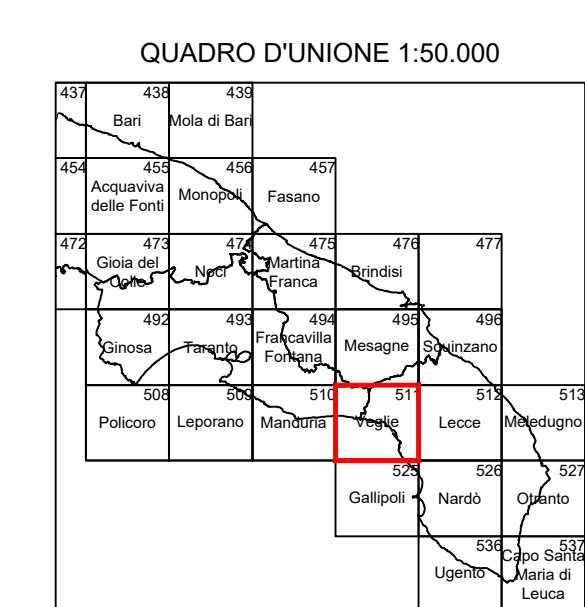 QUADRO D'UNIONE 1:50.000
437 438 439
Bari Mola di Bari
454 455 456 457
Acquaviva
delle Fonti
Monopoli Fasano
472 473 474 475 476 477
Gioia del
Colle
Noci
Martina
Franca
Brindisi
492 493 494 495 496
Ginosa Taranto
Francavilla
Fontana
Mesagne Squinzano
508 509 510 511 512 513
Policoro Leporano Manduria Veglie Lecce Meledugno
525 526 527
Gallipoli Nardò Otranto
536 537
Ugento
Capo Santa
Maria di
Leuca